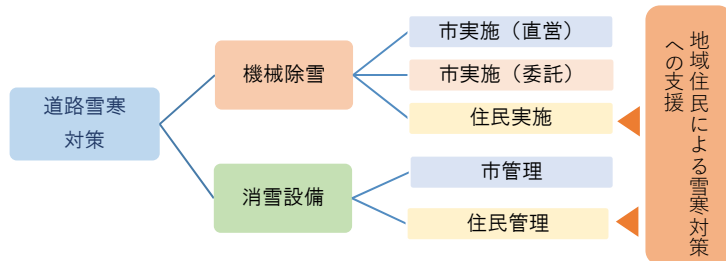 道路雪寒
対策
機械除雪
消雪設備
市実施（直営）
市実施（委託）
住民実施
市管理
住民管理
地域住民による雪寒対策
への支援